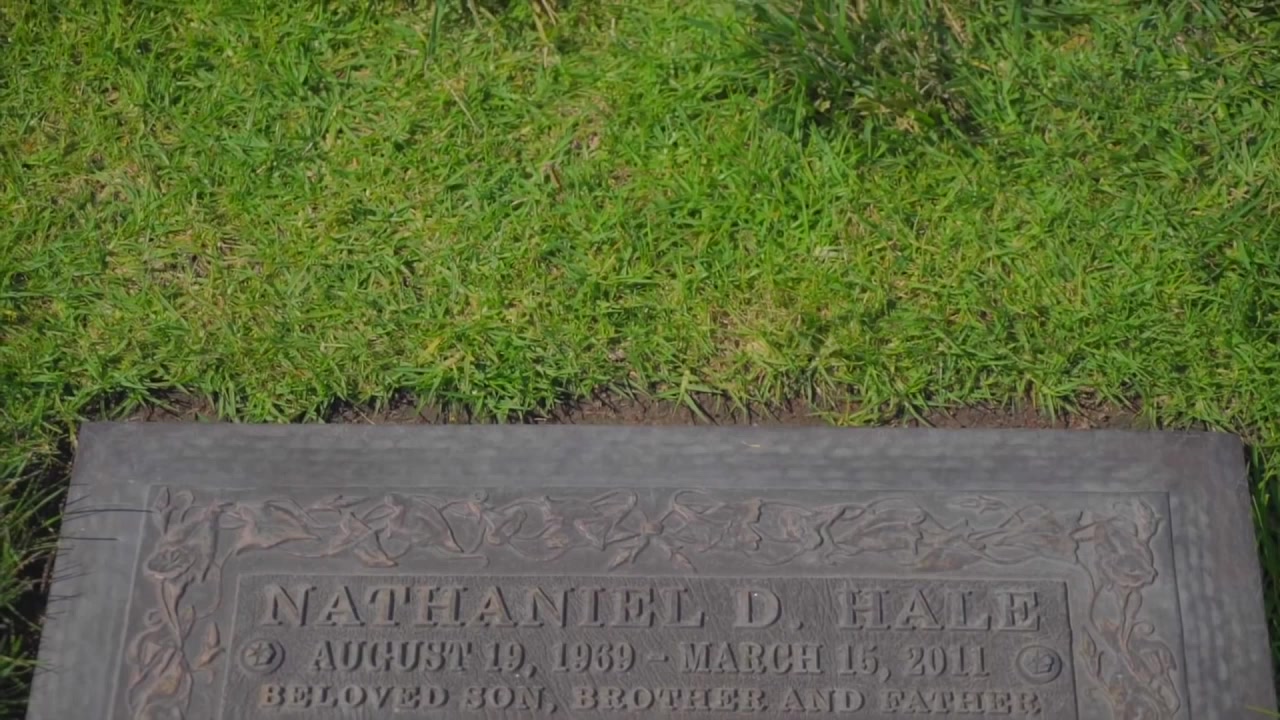 NATHANIEL D. HALE
AUGUST 19, 1969 - MARCH 15, 2011
BELOVED SON, BROTHER AND FATHER